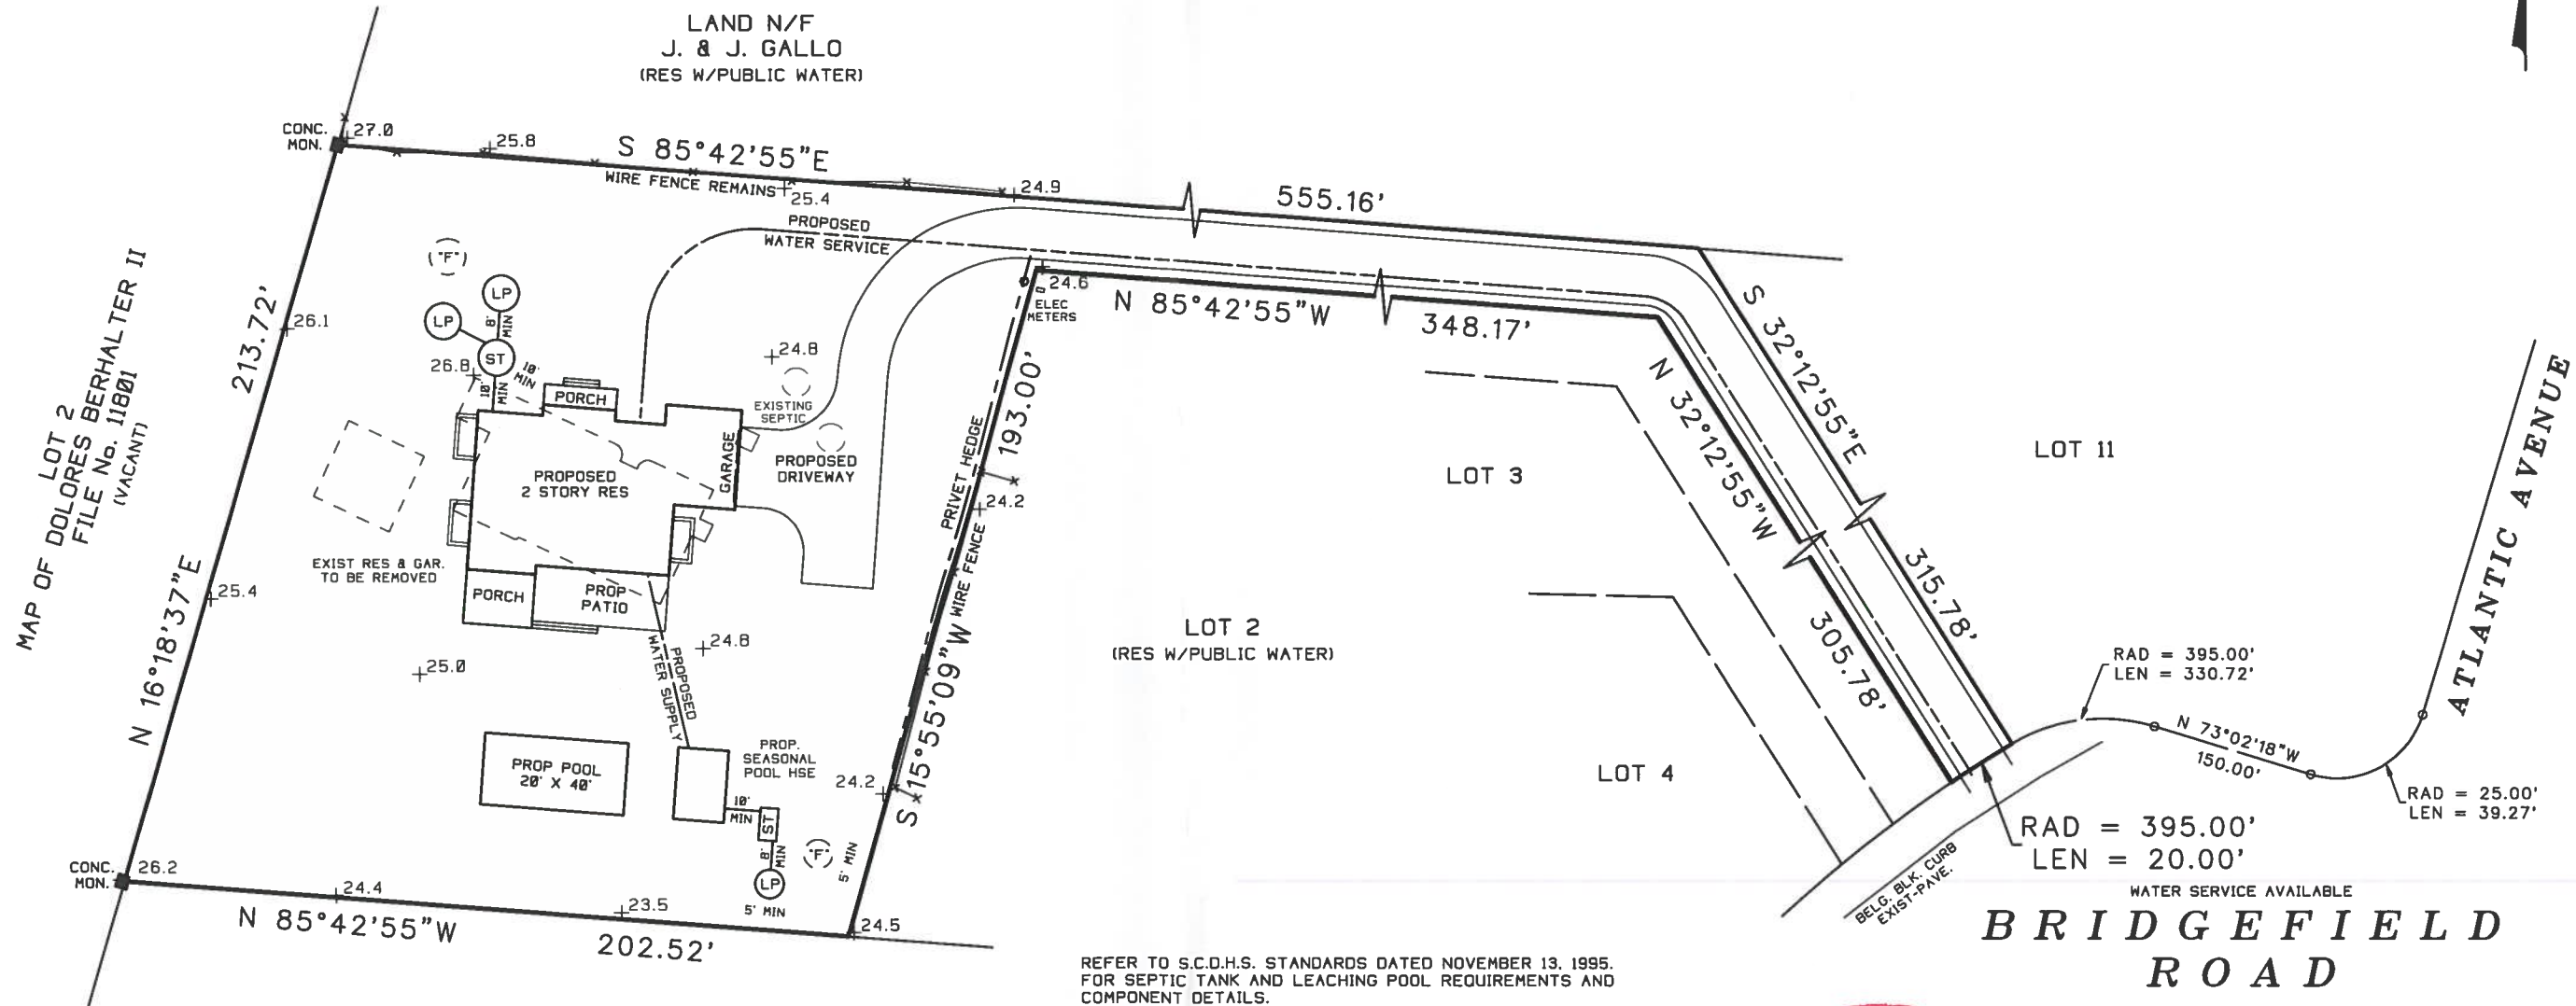 LAND N/F
J. & J. GALLO
(RES W/PUBLIC WATER)
CONC.
MON.
27.0
25.8
S 85°42'55"E
WIRE FENCE REMAINS
25.4
24.9
555.16'
PROPOSED
WATER SERVICE
("F")
LP
LP
8'
MIN
ST
26.8
10'
MIN
10'
MIN
26.1
213.72'
N 16°18'37"E
LOT 2
MAP OF DOLORES BERHALTER II
FILE No. 11801
(VACANT)
24.8
EXISTING
SEPTIC
PORCH
GARAGE
PROPOSED
DRIVEWAY
PROPOSED
2 STORY RES
EXIST RES & GAR.
TO BE REMOVED
25.4
PORCH
PROP
PATIO
24.8
25.0
PROPOSED
WATER SUPPLY
PROP POOL
20' X 40'
PROP.
SEASONAL
POOL HSE
10'
MIN
ST
8'
MIN
LP
5' MIN
"F"
5' MIN
24.2
CONC.
MON.
26.2
24.4
23.5
24.5
N 85°42'55"W
202.52'
24.6
ELEC
METERS
N 85°42'55"W
348.17'
193.00'
PRIVET HEDGE
24.2
WIRE FENCE
S 15°55'09"W
S 32°12'55"E
315.78'
N 32°12'55"W
305.78'
LOT 3
LOT 11
LOT 2
(RES W/PUBLIC WATER)
LOT 4
ATLANTIC AVENUE
RAD = 395.00'
LEN = 330.72'
N 73°02'18"W
150.00'
RAD = 25.00'
LEN = 39.27'
RAD = 395.00'
LEN = 20.00'
BELG. BLK. CURB
EXIST-PAVE.
WATER SERVICE AVAILABLE
BRIDGEFIELD
ROAD
REFER TO S.C.D.H.S. STANDARDS DATED NOVEMBER 13, 1995.
FOR SEPTIC TANK AND LEACHING POOL REQUIREMENTS AND
COMPONENT DETAILS.